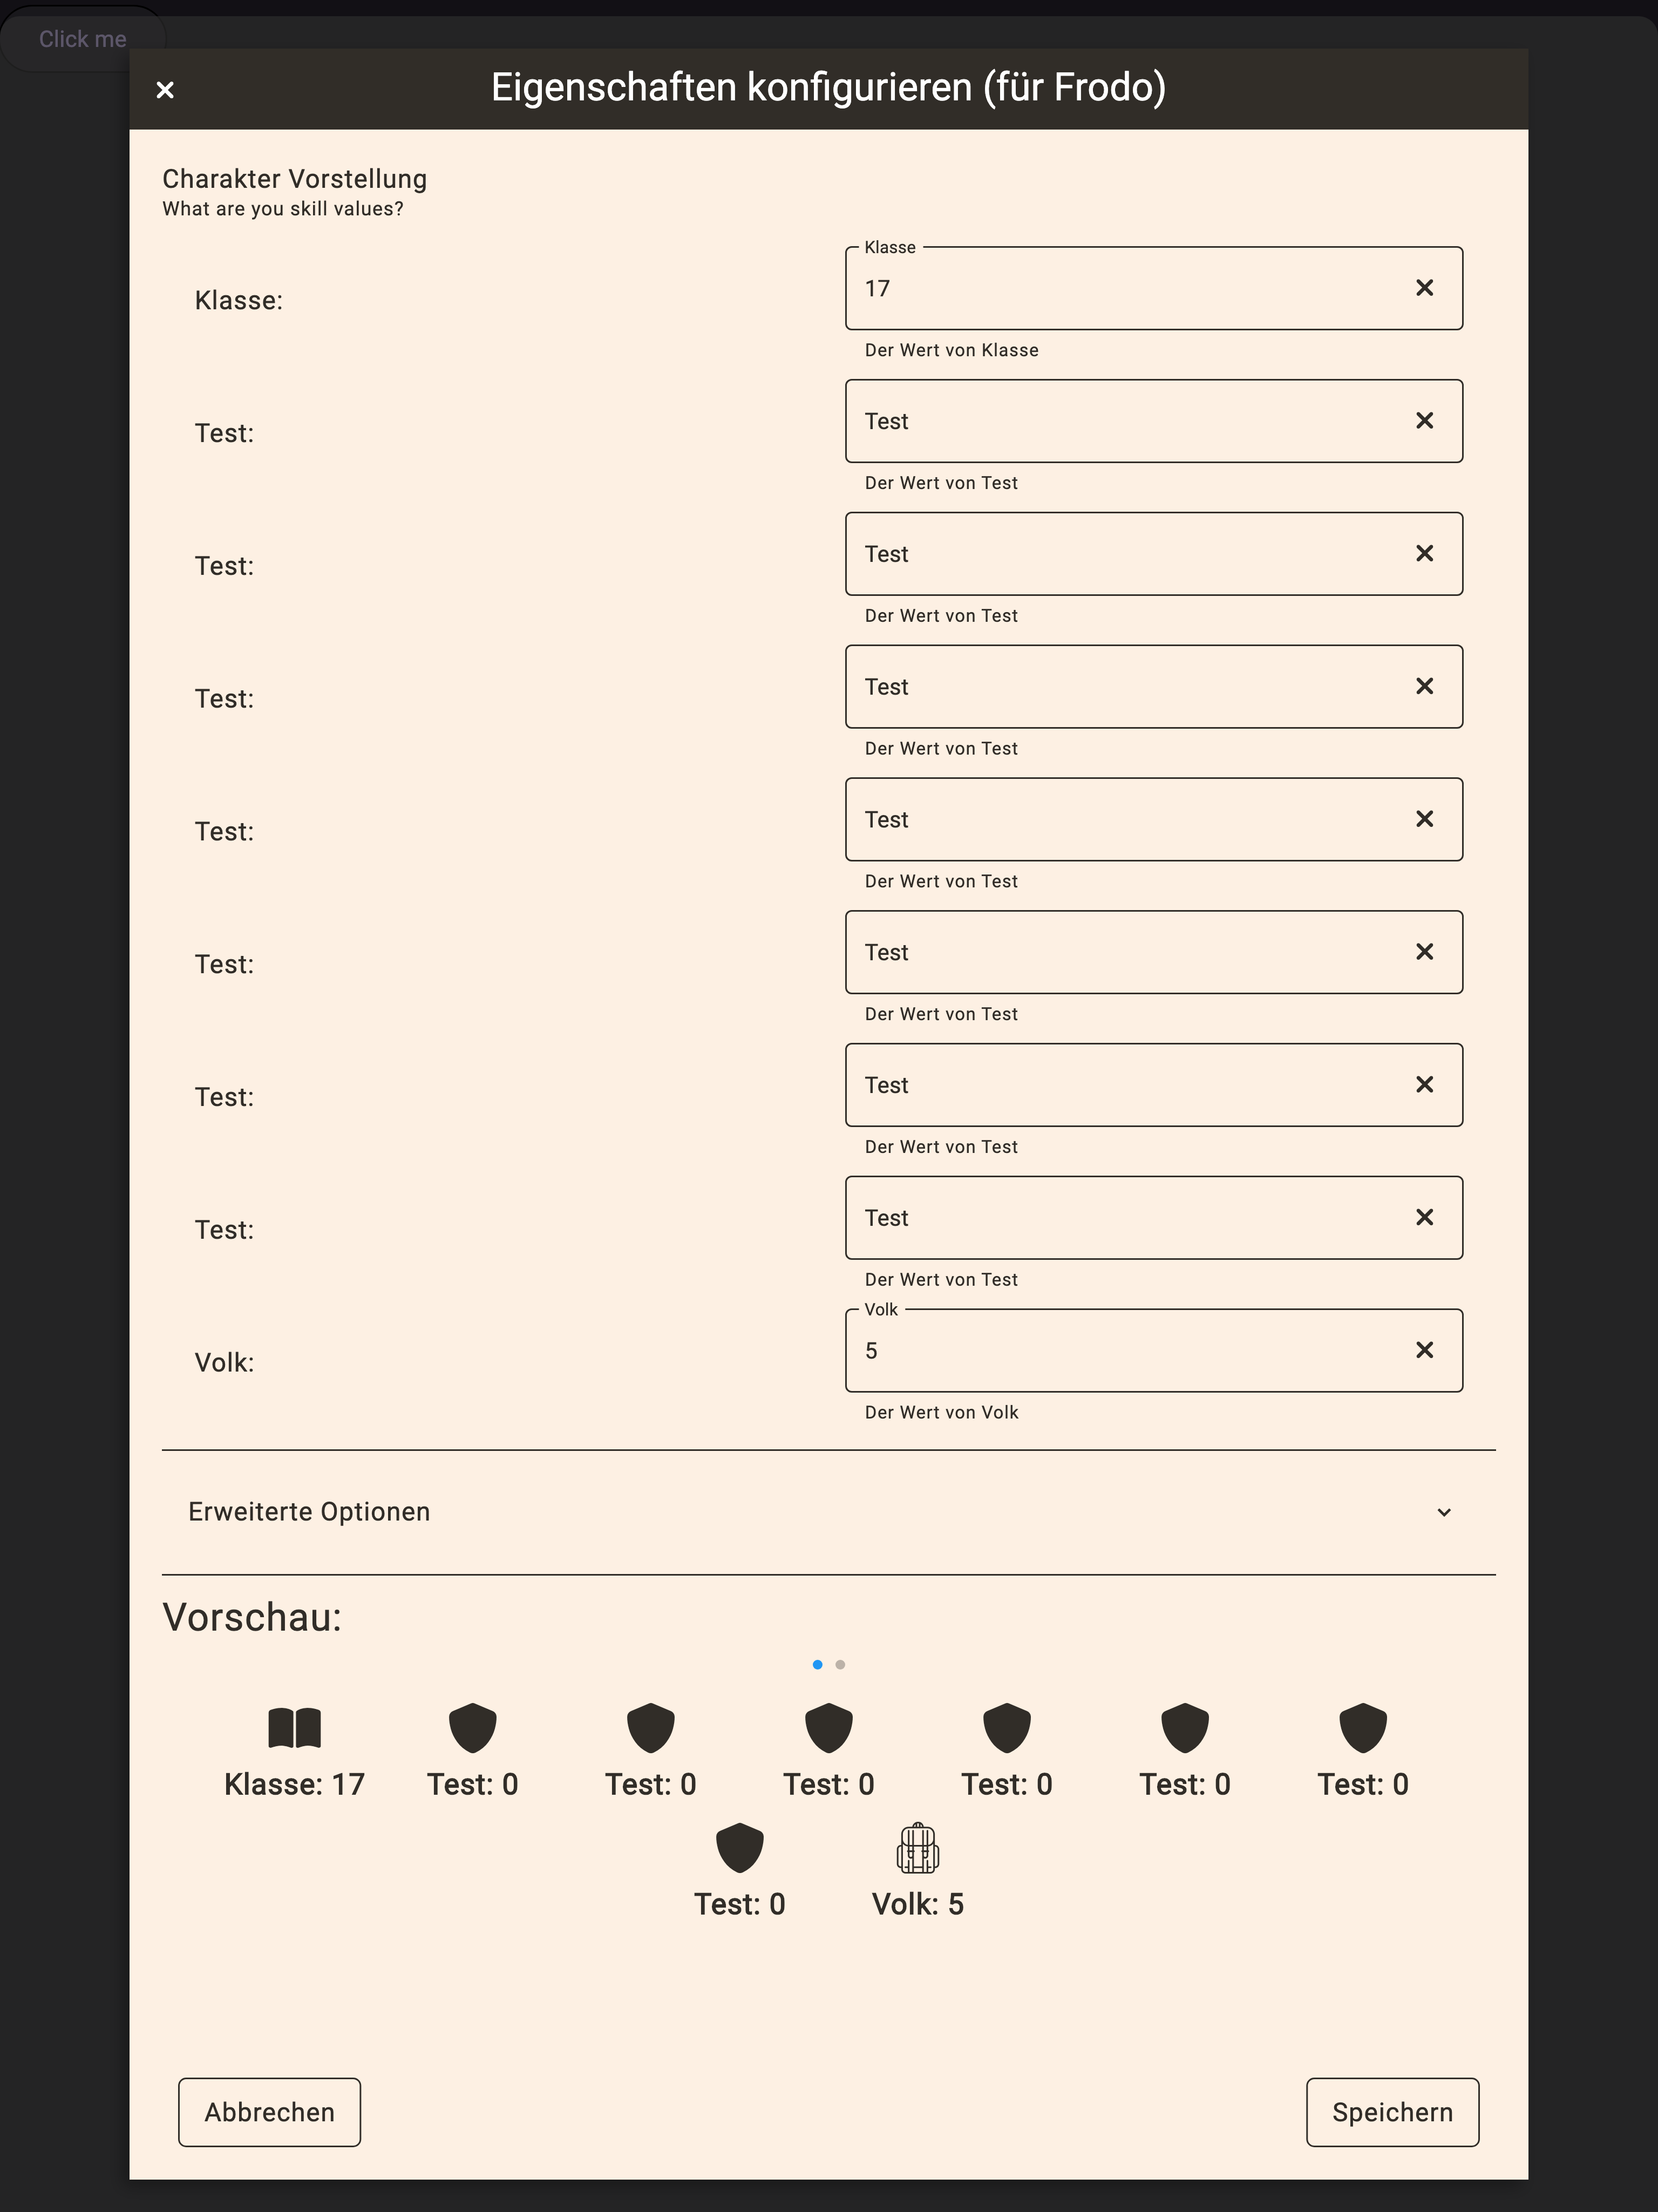 Click me
Eigenschaften konfigurieren (für Frodo)
Charakter Vorstellung
What are you skill values?
Klasse
Klasse:
17
Der Wert von Klasse
Test:
Test
Der Wert von Test
Test:
Test
Der Wert von Test
Test:
Test
Der Wert von Test
Test:
Test
Der Wert von Test
Test:
Test
Der Wert von Test
Test:
Test
Der Wert von Test
Test:
Test
Der Wert von Test
Volk
Volk:
5
Der Wert von Volk
Erweiterte Optionen
Vorschau:
Klasse: 17 Test: 0 Test: 0 Test: 0 Test: 0 Test: 0 Test: 0
Test: 0 Volk: 5
Abbrechen Speichern